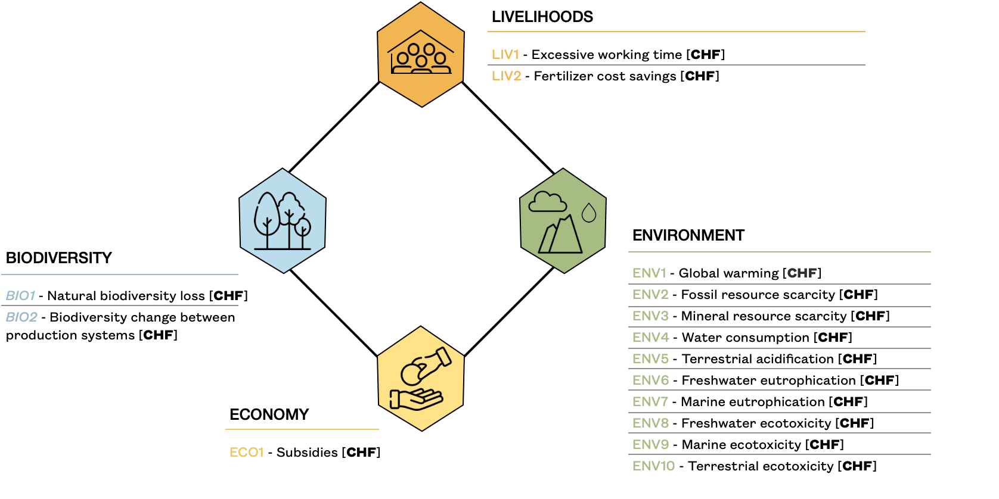 LIVELIHOODS
LIV1 - Excessive working time [CHF]
LIV2 - Fertilizer cost savings [CHF]
ENVIRONMENT
ENV1 - Global warming [CHF]
ENV2 - Fossil resource scarcity [CHF]
ENV3 - Mineral resource scarcity [CHF]
ENV4 - Water consumption [CHF]
ENV5 - Terrestrial acidification [CHF]
ENV6 - Freshwater eutrophication [CHF]
ENV7 - Marine eutrophication [CHF]
ENV8 - Freshwater ecotoxicity [CHF]
ENV9 - Marine ecotoxicity [CHF]
ENV10 - Terrestrial ecotoxicity [CHF]
BIODIVERSITY
BIO1 - Natural biodiversity loss [CHF]
BIO2 - Biodiversity change between
production systems [CHF]
ECONOMY
ECO1 - Subsidies [CHF]